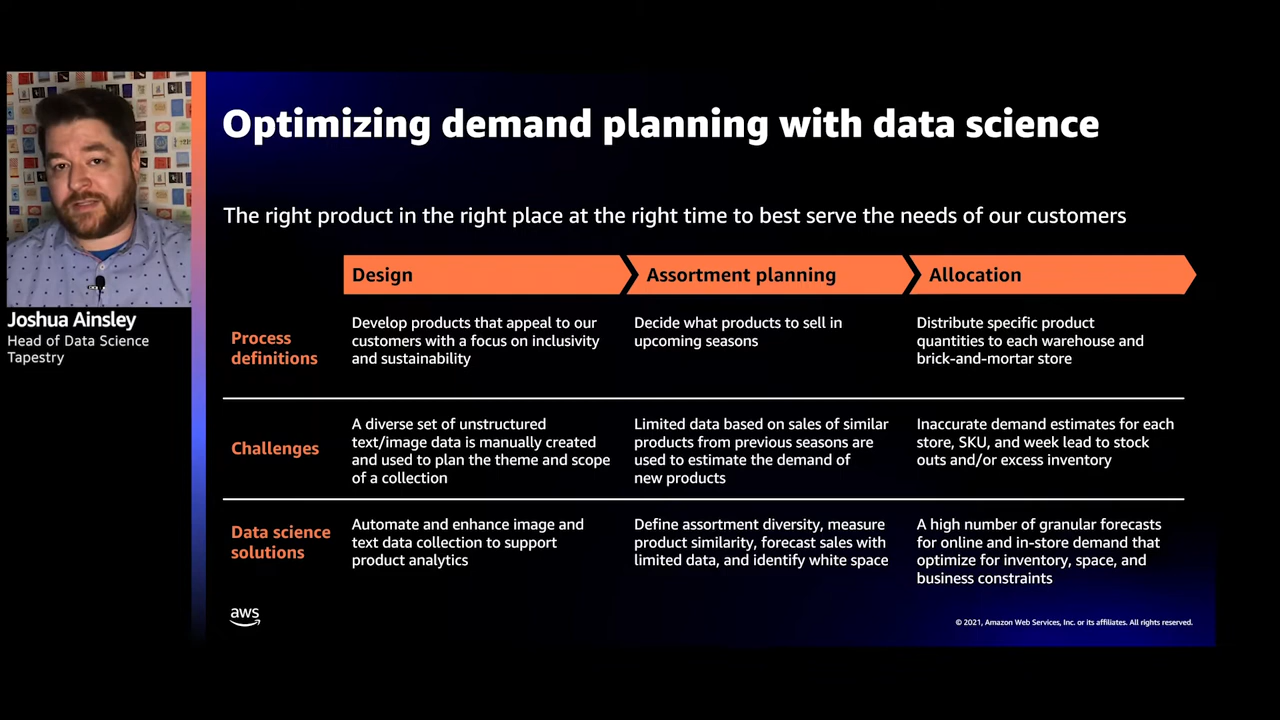 Optimizing demand planning with data science
The right product in the right place at the right time to best serve the needs of our customers
Joshua Ainsley
Head of Data Science
Tapestry
Design
Assortment planning
Allocation
Process
definitions
Develop products that appeal to our
customers with a focus on inclusivity
and sustainability
Decide what products to sell in
upcoming seasons
Distribute specific product
quantities to each warehouse and
brick-and-mortar store
Challenges
A diverse set of unstructured
text/image data is manually created
and used to plan the theme and scope
of a collection
Limited data based on sales of similar
products from previous seasons are
used to estimate the demand of
new products
Inaccurate demand estimates for each
store, SKU, and week lead to stock
outs and/or excess inventory
Data science
solutions
Automate and enhance image and
text data collection to support
product analytics
Define assortment diversity, measure
product similarity, forecast sales with
limited data, and identify white space
A high number of granular forecasts
for online and in-store demand that
optimize for inventory, space, and
business constraints
aws
© 2021, Amazon Web Services, Inc. or its affiliates. All rights reserved.